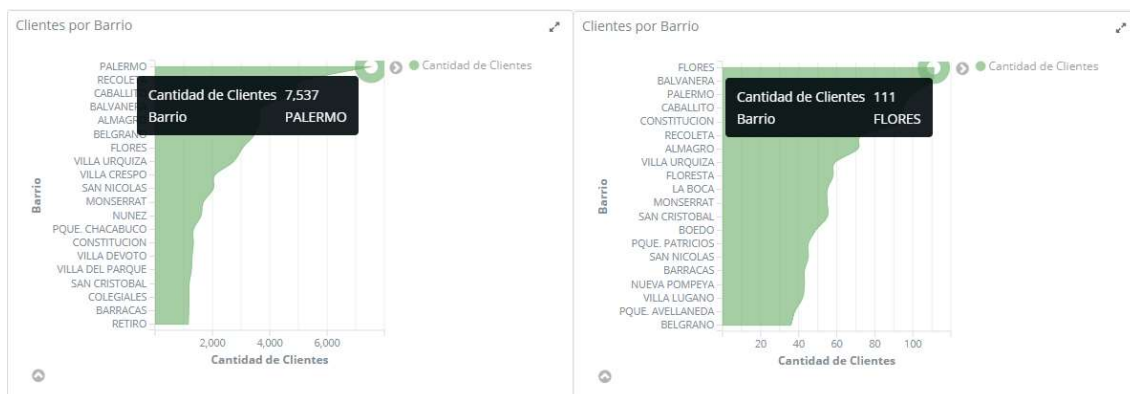 Clientes por Barrio
Cantidad de Clientes
PALERMO
CABALLITO
BELGRANO
FLORES
VILLA URQUIZA
VILLA CRESPO
SAN NICOLAS
MONSERRAT
NUNEZ
PQUE. CHACABUCO
CONSTITUCION
VILLA DEVOTO
VILLA DEL PARQUE
SAN CRISTOBAL
COLEGIALES
BARRACAS
RETIRO
Barrio
Cantidad de Clientes 7,537
Barrio PALERMO
2,000 4,000 6,000
Cantidad de Clientes
Clientes por Barrio
Cantidad de Clientes
FLORES
BALVANERA
PALERMO
CABALLITO
CONSTITUCION
RECOLETA
ALMAGRO
VILLA URQUIZA
FLORESTA
LA BOCA
MONSERRAT
SAN CRISTOBAL
BOEDO
PQUE. PATRICIOS
SAN NICOLAS
BARRACAS
NUEVA POMPEYA
VILLA LUGANO
PQUE. AVELLANEDA
BELGRANO
Barrio
Cantidad de Clientes 111
Barrio FLORES
20 40 60 80 100
Cantidad de Clientes